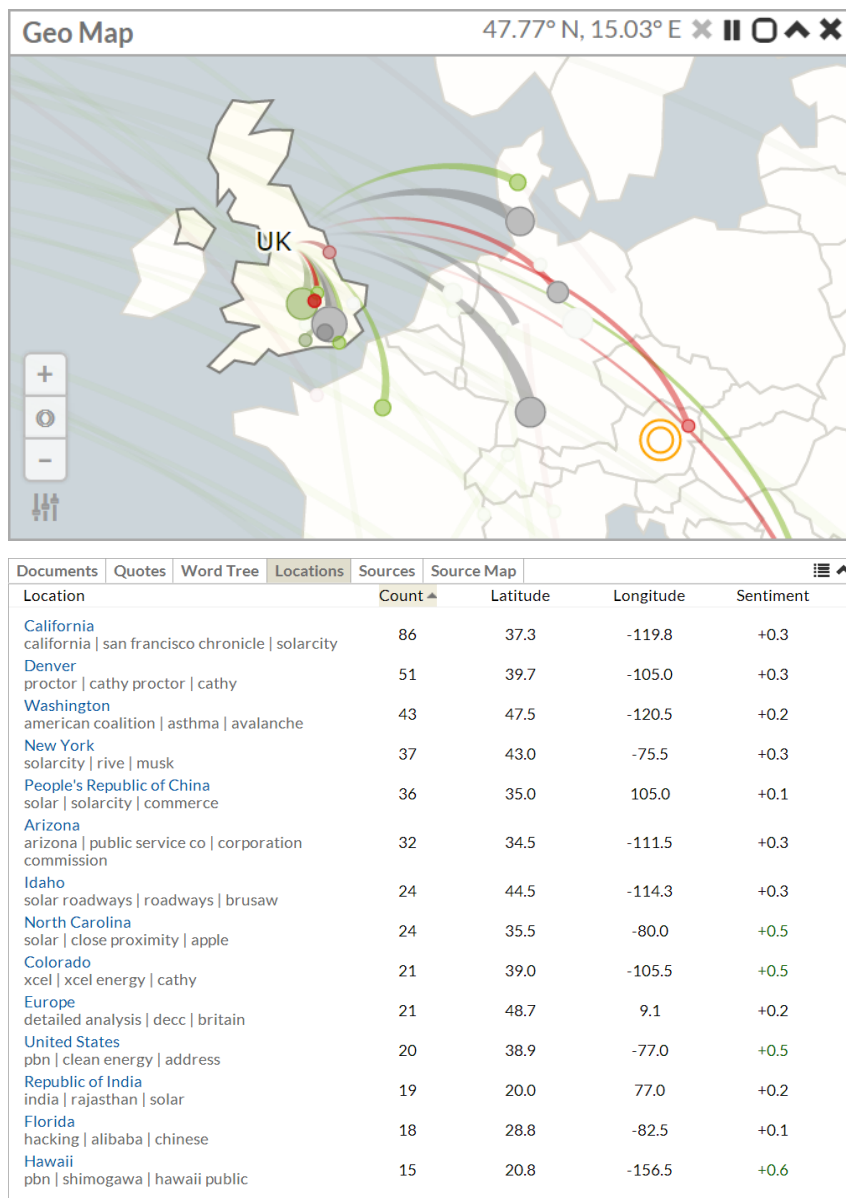 Geo Map
47.77° N, 15.03° E
UK
Documents Quotes Word Tree Locations Sources Source Map
Location Count Latitude Longitude Sentiment
California
california | san francisco chronicle | solarcity 86 37.3 -119.8 +0.3
Denver
proctor | cathy proctor | cathy 51 39.7 -105.0 +0.3
Washington
american coalition | asthma | avalanche 43 47.5 -120.5 +0.2
New York
solarcity | rive | musk 37 43.0 -75.5 +0.3
People's Republic of China
solar | solarcity | commerce 36 35.0 105.0 +0.1
Arizona
arizona | public service co | corporation 32 34.5 -111.5 +0.3
commission
Idaho
solar roadways | roadways | brusaw 24 44.5 -114.3 +0.3
North Carolina
solar | close proximity | apple 24 35.5 -80.0 +0.5
Colorado
xcel | xcel energy | cathy 21 39.0 -105.5 +0.5
Europe
detailed analysis | decc | britain 21 48.7 9.1 +0.2
United States
pbn | clean energy | address 20 38.9 -77.0 +0.5
Republic of India
india | rajasthan | solar 19 20.0 77.0 +0.2
Florida
hacking | alibaba | chinese 18 28.8 -82.5 +0.1
Hawaii
pbn | shimogawa | hawaii public 15 20.8 -156.5 +0.6